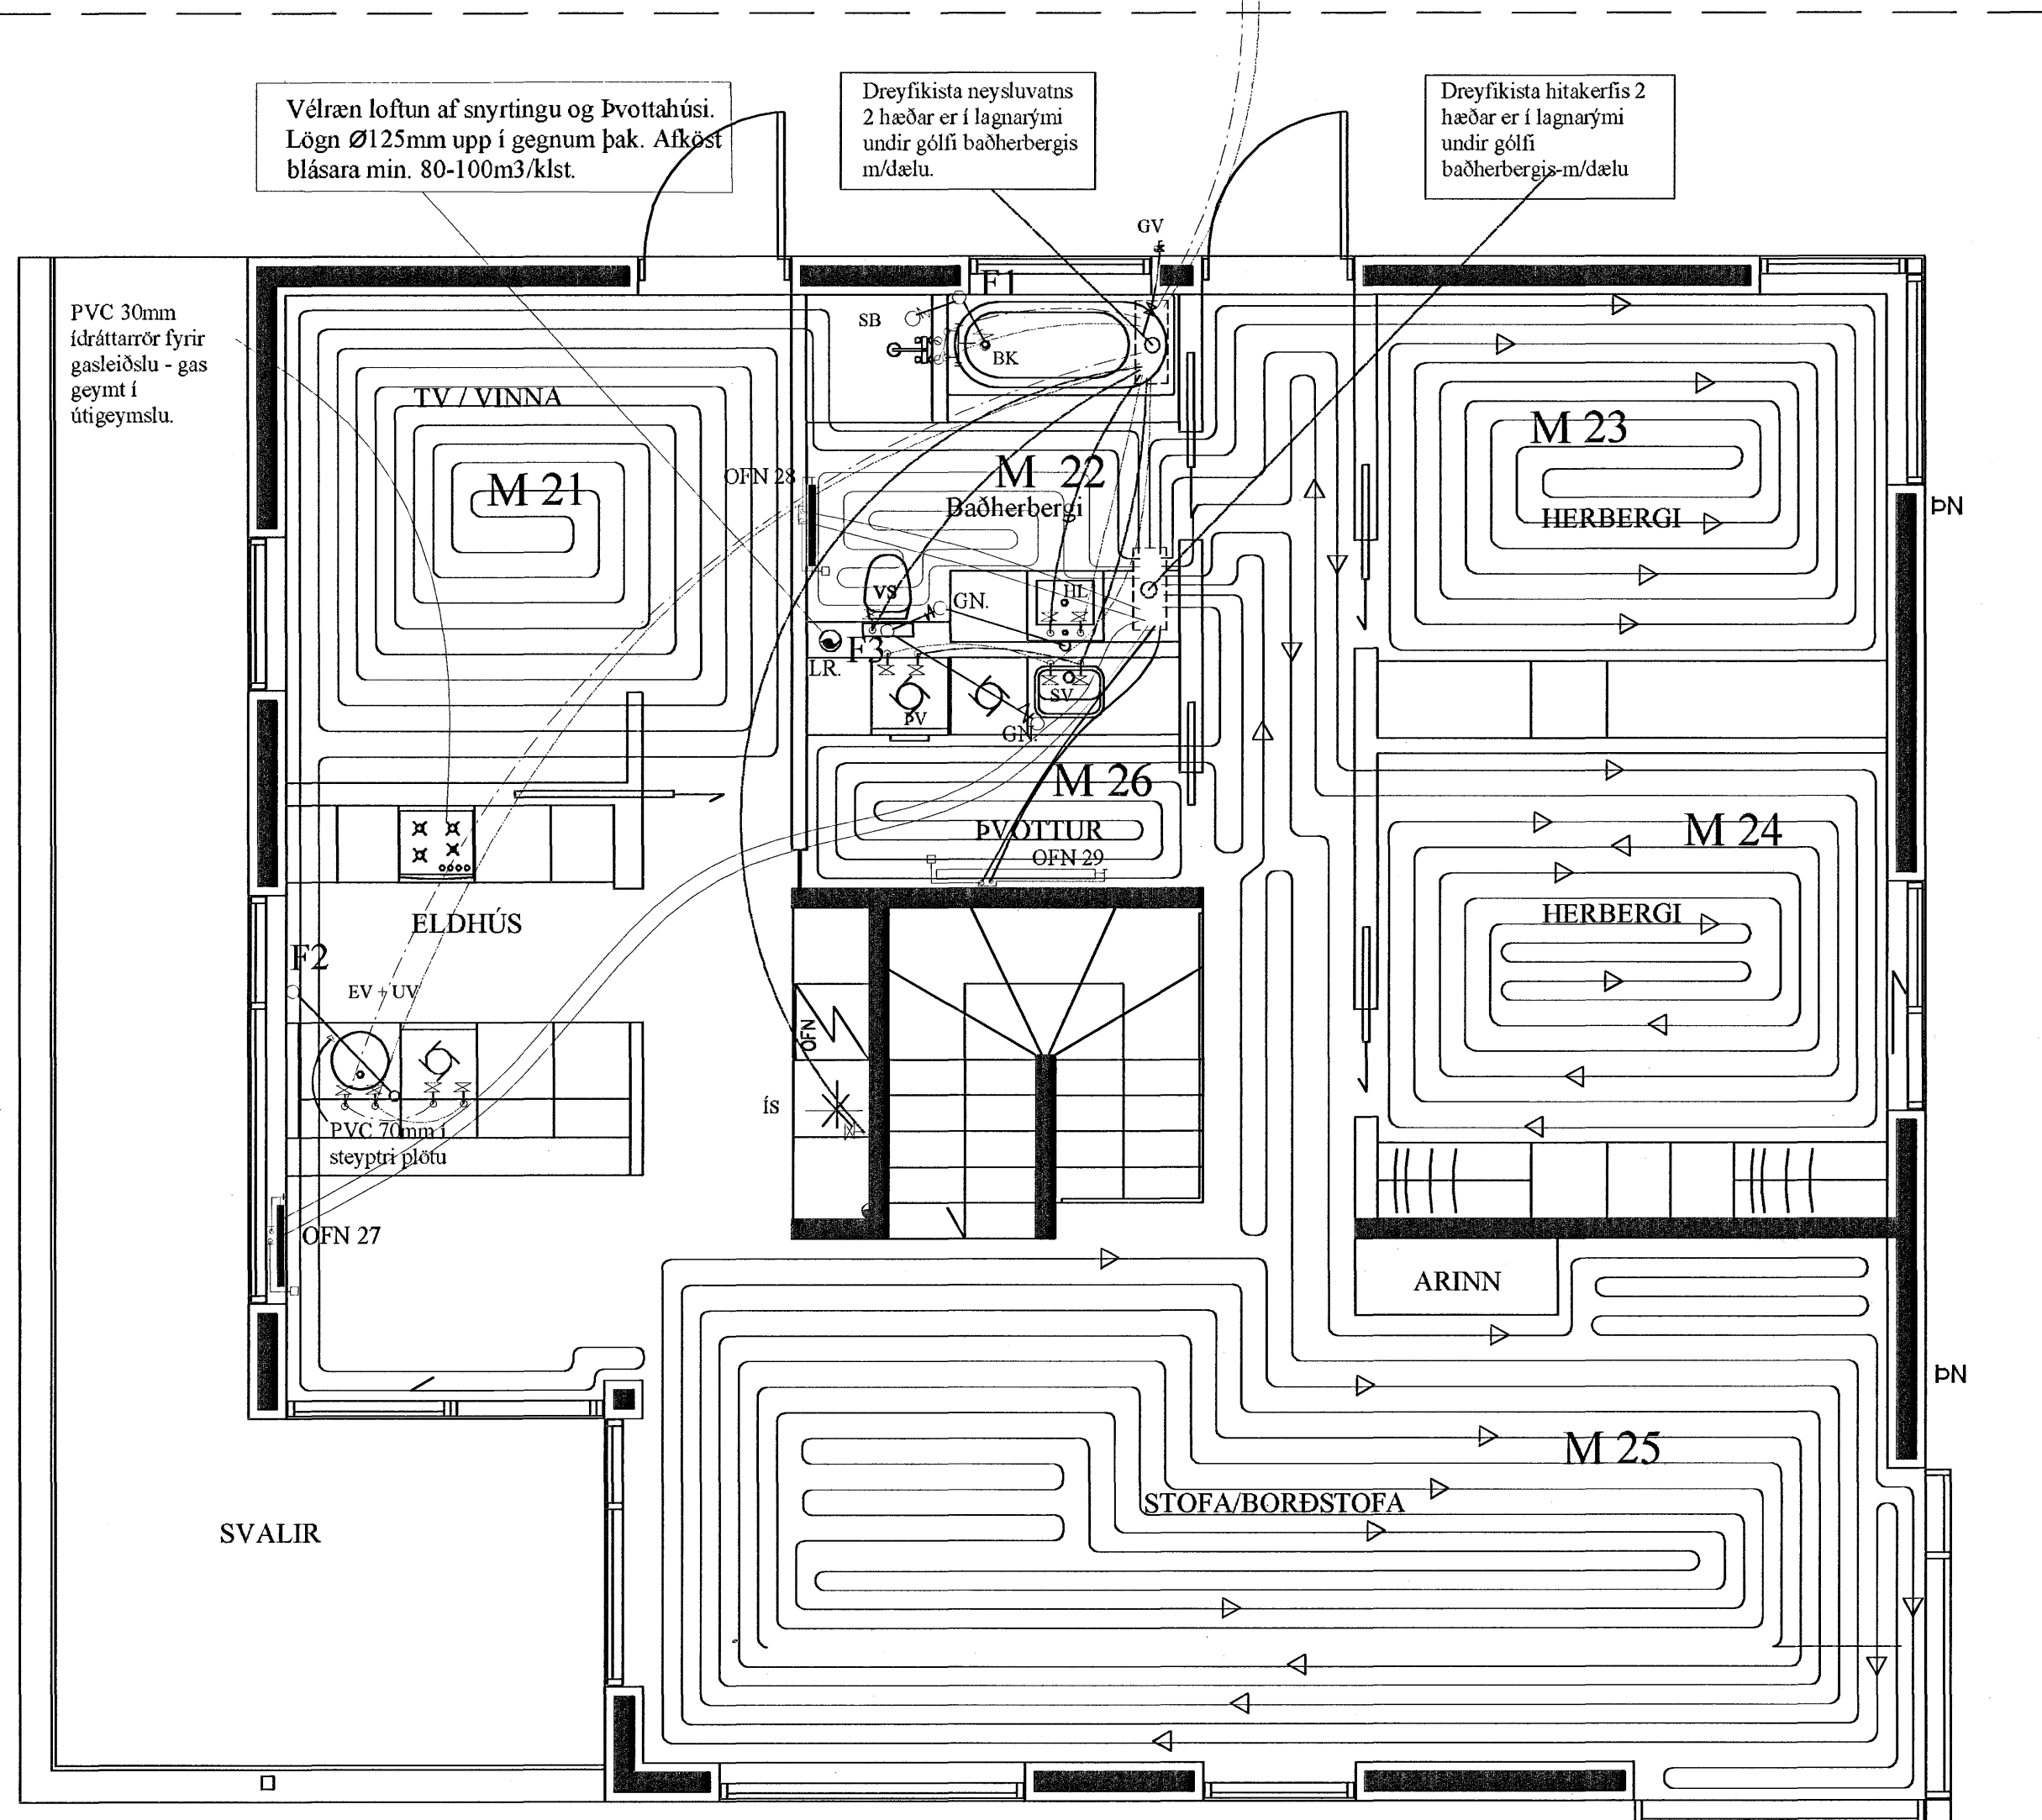 Vélræn loftun af snyrtingu og Þvottahúsi.
Lögn Ø125mm upp í gegnum þak. Afköst
blásara min. 80-100m3/klst.
Dreyfikista neysluvatns
2 hæðar er í lagnarými
undir gólfi baðherbergis
m/dælu.
Dreyfikista hitakerfis 2
hæðar er í lagnarými
undir gólfi
baðherbergis-m/dælu
GV
PVC 30mm
ídráttarrör fyrir
gasleiðslu - gas
geymt í
útigeymslu.
F1
SB
BK
TV / VINNA
M 21
OFN 28
M 22
Baðherbergi
M 23
HERBERGI
ÞN
VS
GN.
HL
F3
LR.
ÞV
SV
GN.
M 26
ÞVOTTUR
OFN 29
M 24
HERBERGI
ELDHÚS
F2
EV + UV
OFN
ÍS
PVC 70mm í
steyptri plötu
OFN 27
ARINN
ÞN
M 25
STOFA/BORÐSTOFA
SVALIR